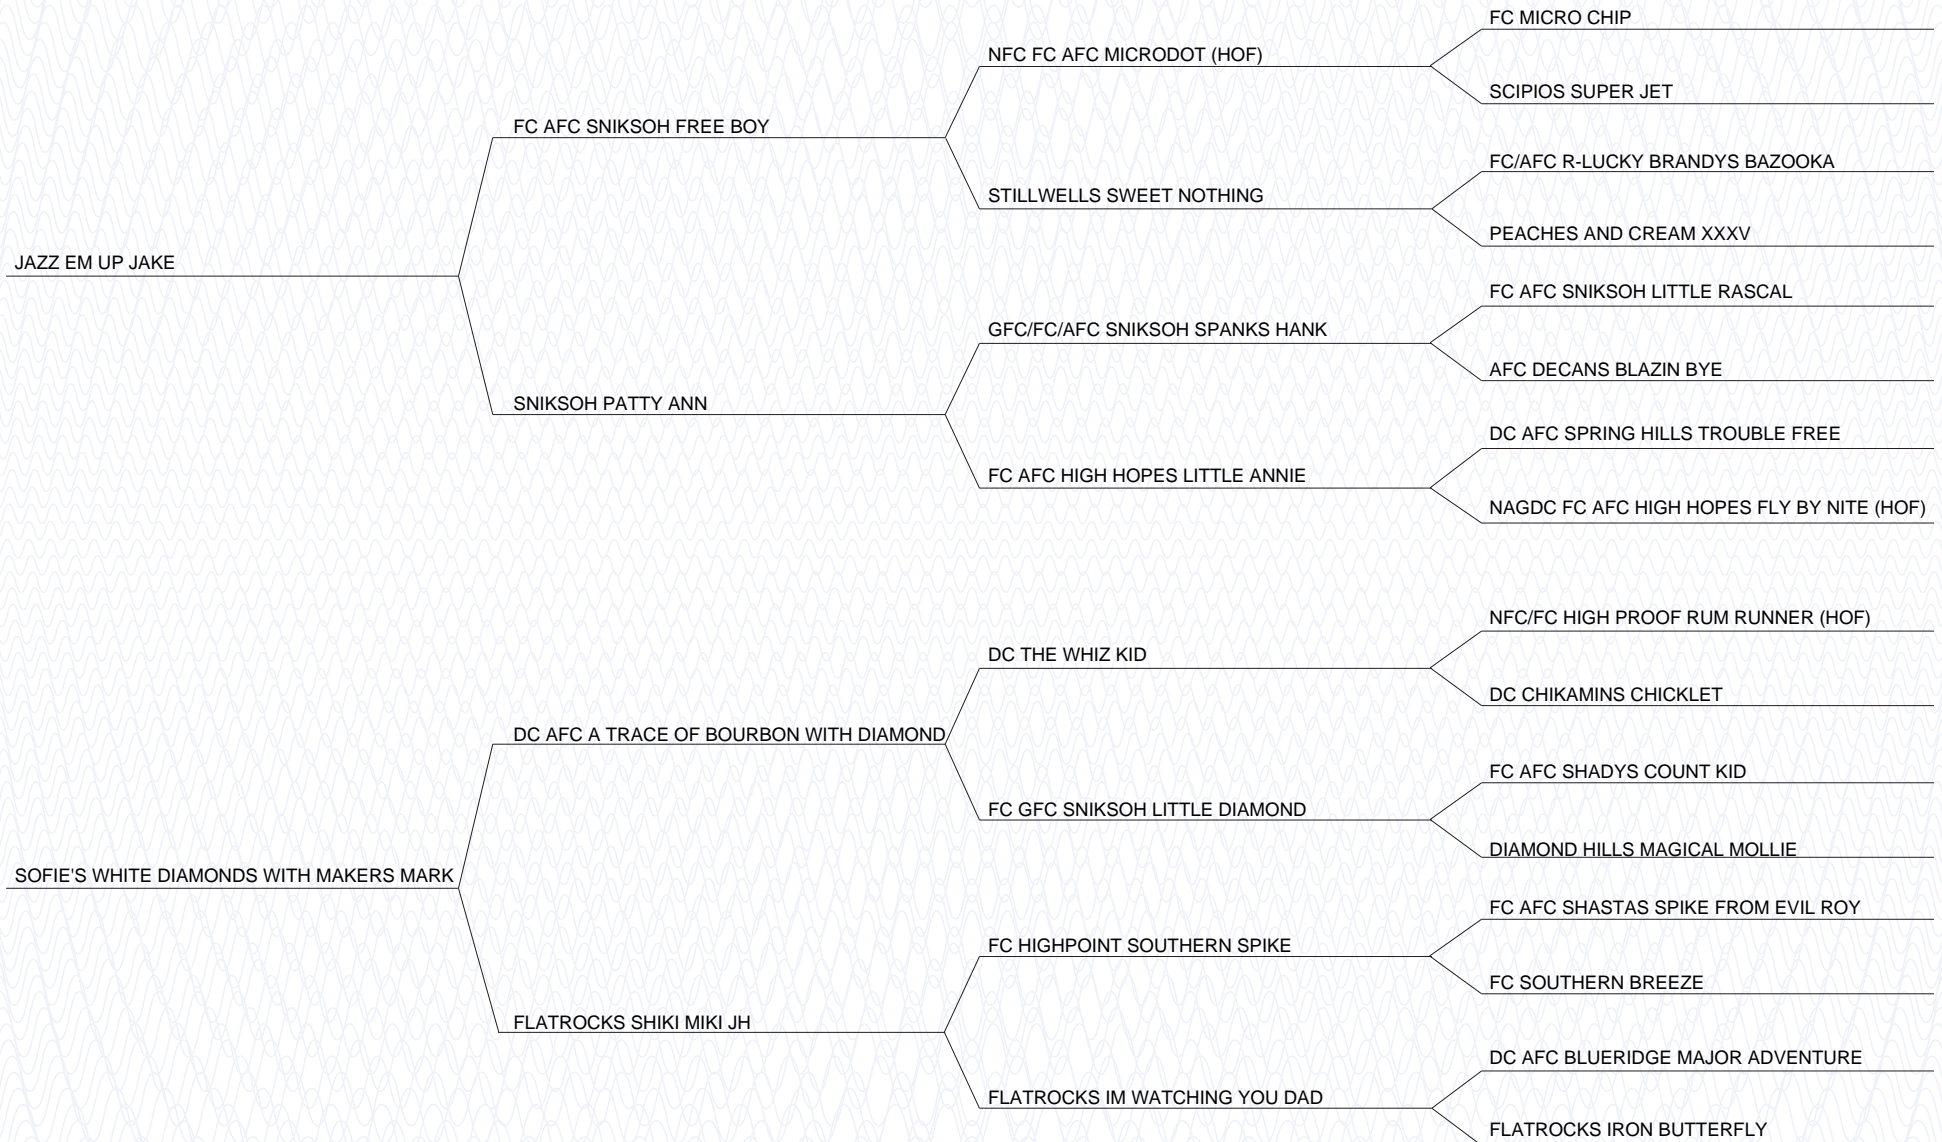 FC MICRO CHIP
NFC FC AFC MICRODOT (HOF)
SCIPIOS SUPER JET
FC AFC SNIKSOH FREE BOY
FC/AFC R-LUCKY BRANDYS BAZOOKA
STILLWELLS SWEET NOTHING
PEACHES AND CREAM XXXV
JAZZ EM UP JAKE
FC AFC SNIKSOH LITTLE RASCAL
GFC/FC/AFC SNIKSOH SPANKS HANK
AFC DECANS BLAZIN BYE
SNIKSOH PATTY ANN
DC AFC SPRING HILLS TROUBLE FREE
FC AFC HIGH HOPES LITTLE ANNIE
NAGDC FC AFC HIGH HOPES FLY BY NITE (HOF)
NFC/FC HIGH PROOF RUM RUNNER (HOF)
DC THE WHIZ KID
DC CHIKAMINS CHICKLET
DC AFC A TRACE OF BOURBON WITH DIAMOND
FC AFC SHADYS COUNT KID
FC GFC SNIKSOH LITTLE DIAMOND
DIAMOND HILLS MAGICAL MOLLIE
SOFIE'S WHITE DIAMONDS WITH MAKERS MARK
FC AFC SHASTAS SPIKE FROM EVIL ROY
FC HIGHPOINT SOUTHERN SPIKE
FC SOUTHERN BREEZE
FLATROCKS SHIKI MIKI JH
DC AFC BLUERIDGE MAJOR ADVENTURE
FLATROCKS IM WATCHING YOU DAD
FLATROCKS IRON BUTTERFLY